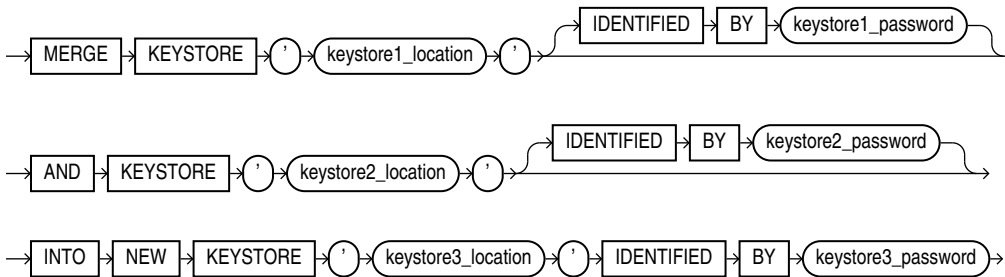 IDENTIFIED BY keystore1_password
MERGE KEYSTORE ' keystore1_location '
IDENTIFIED BY keystore2_password
AND KEYSTORE ' keystore2_location '
INTO NEW KEYSTORE ' keystore3_location ' IDENTIFIED BY keystore3_password